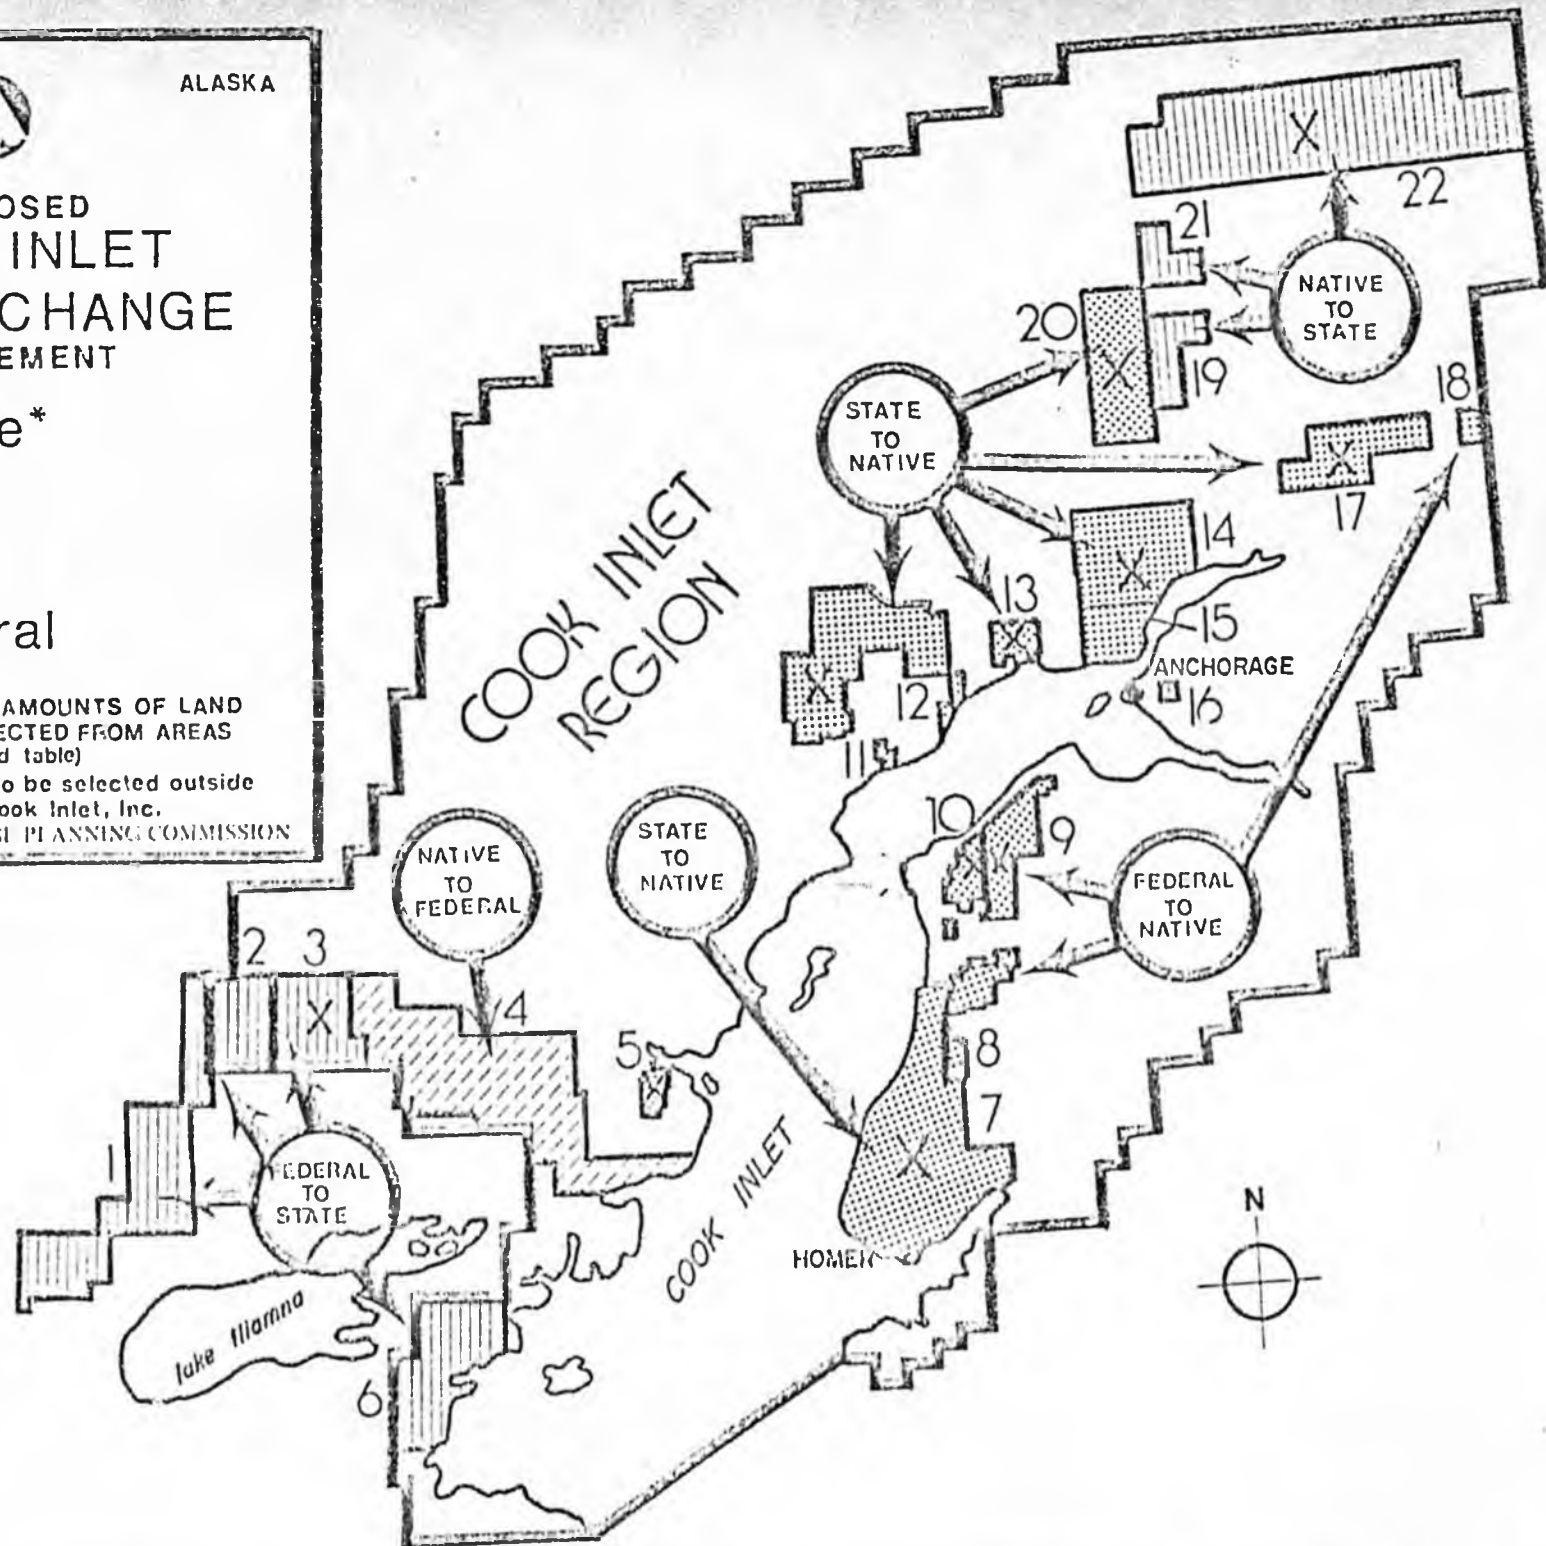 ALASKA
OSED
INLET
CHANGE
EMENT
e*
ral
AMOUNTS OF LAND
ECTED FROM AREAS
d table)
o be selected outside
ook Inlet, Inc.
PLANNING COMMISSION
22
21
NATIVE
TO
STATE
20
19
18
STATE
TO
NATIVE
17
14
COOK INLET
REGION
13
15
ANCHORAGE
12
16
11
10
9
STATE
TO
NATIVE
NATIVE
TO
FEDERAL
FEDERAL
TO
NATIVE
2
3
4
5
8
7
1
FEDERAL
TO
STATE
COOK INLET
N
HOMER
lake Iliamna
6